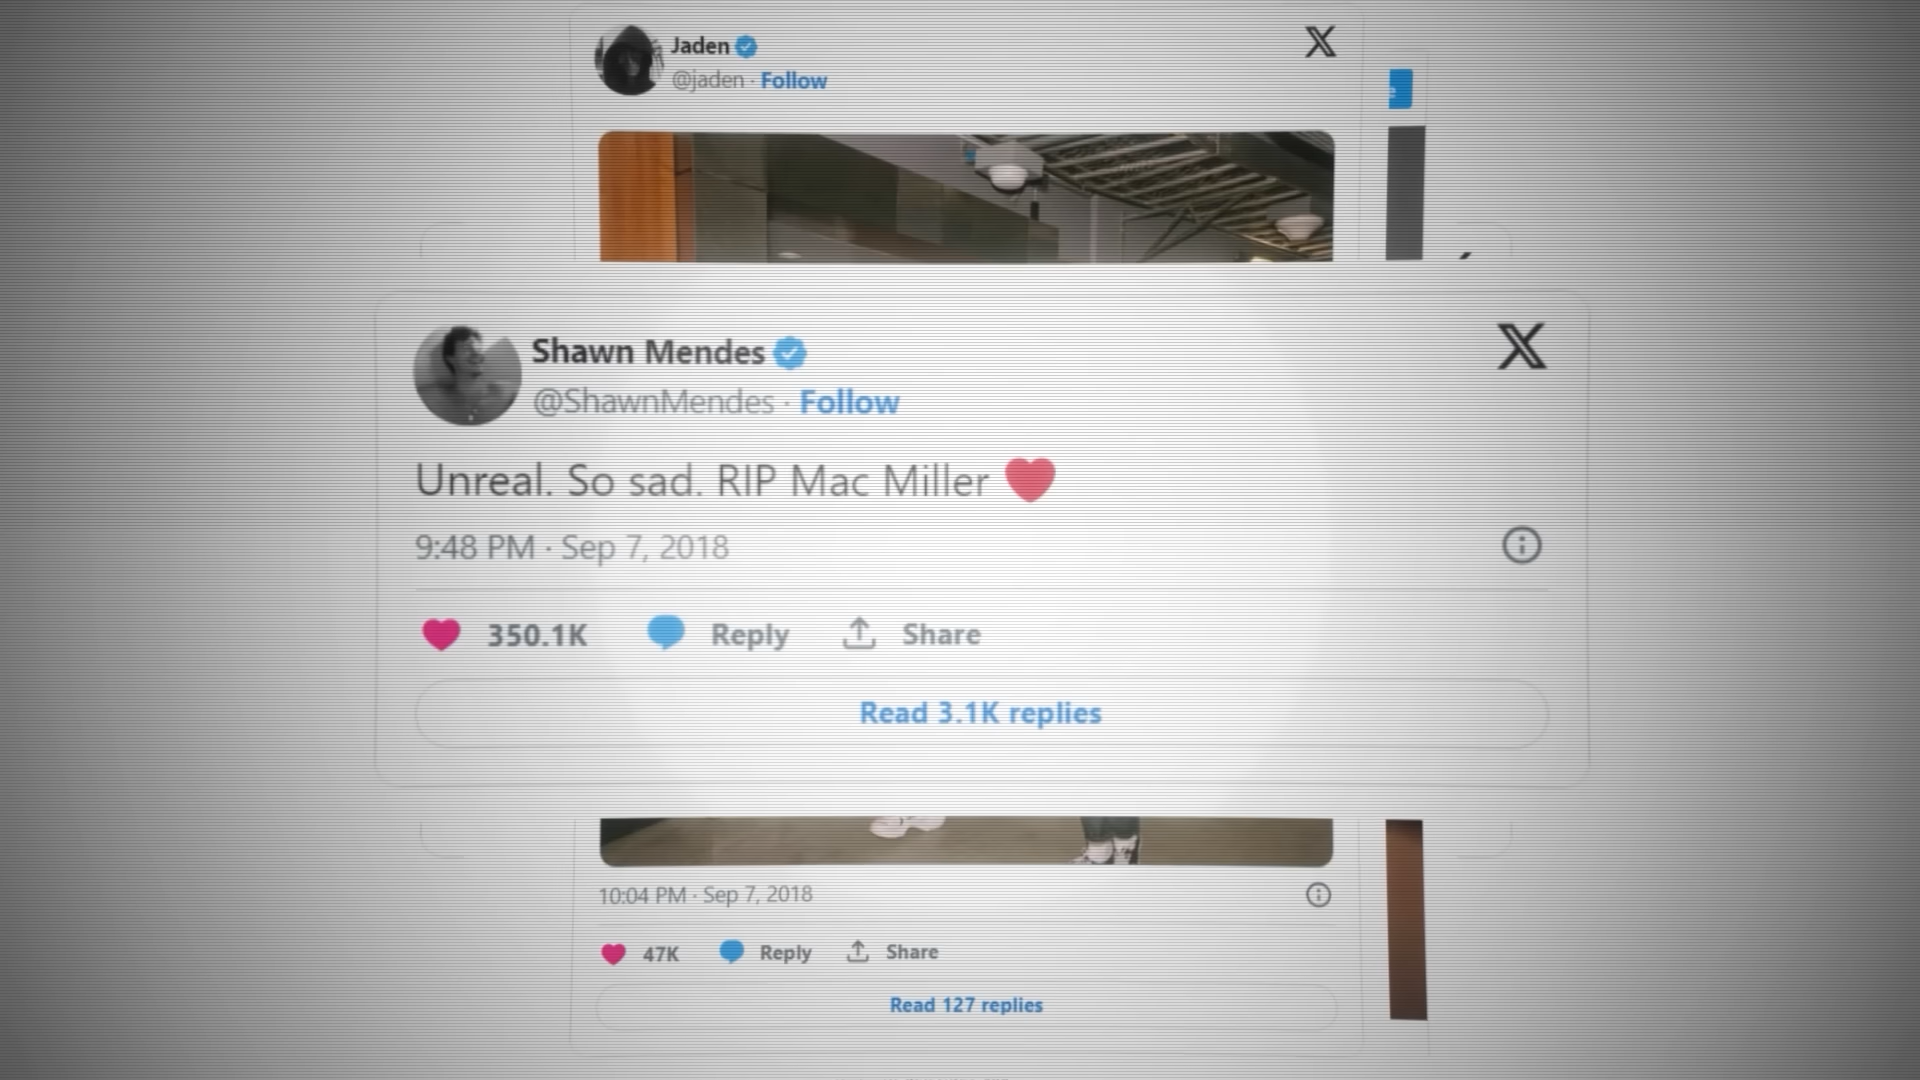 Jaden
@jaden · Follow
Shawn Mendes
@ShawnMendes · Follow
Unreal. So sad. RIP Mac Miller ❤️
9:48 PM · Sep 7, 2018
350.1K Reply Share
Read 3.1K replies
10:04 PM · Sep 7, 2018
47K Reply Share
Read 127 replies